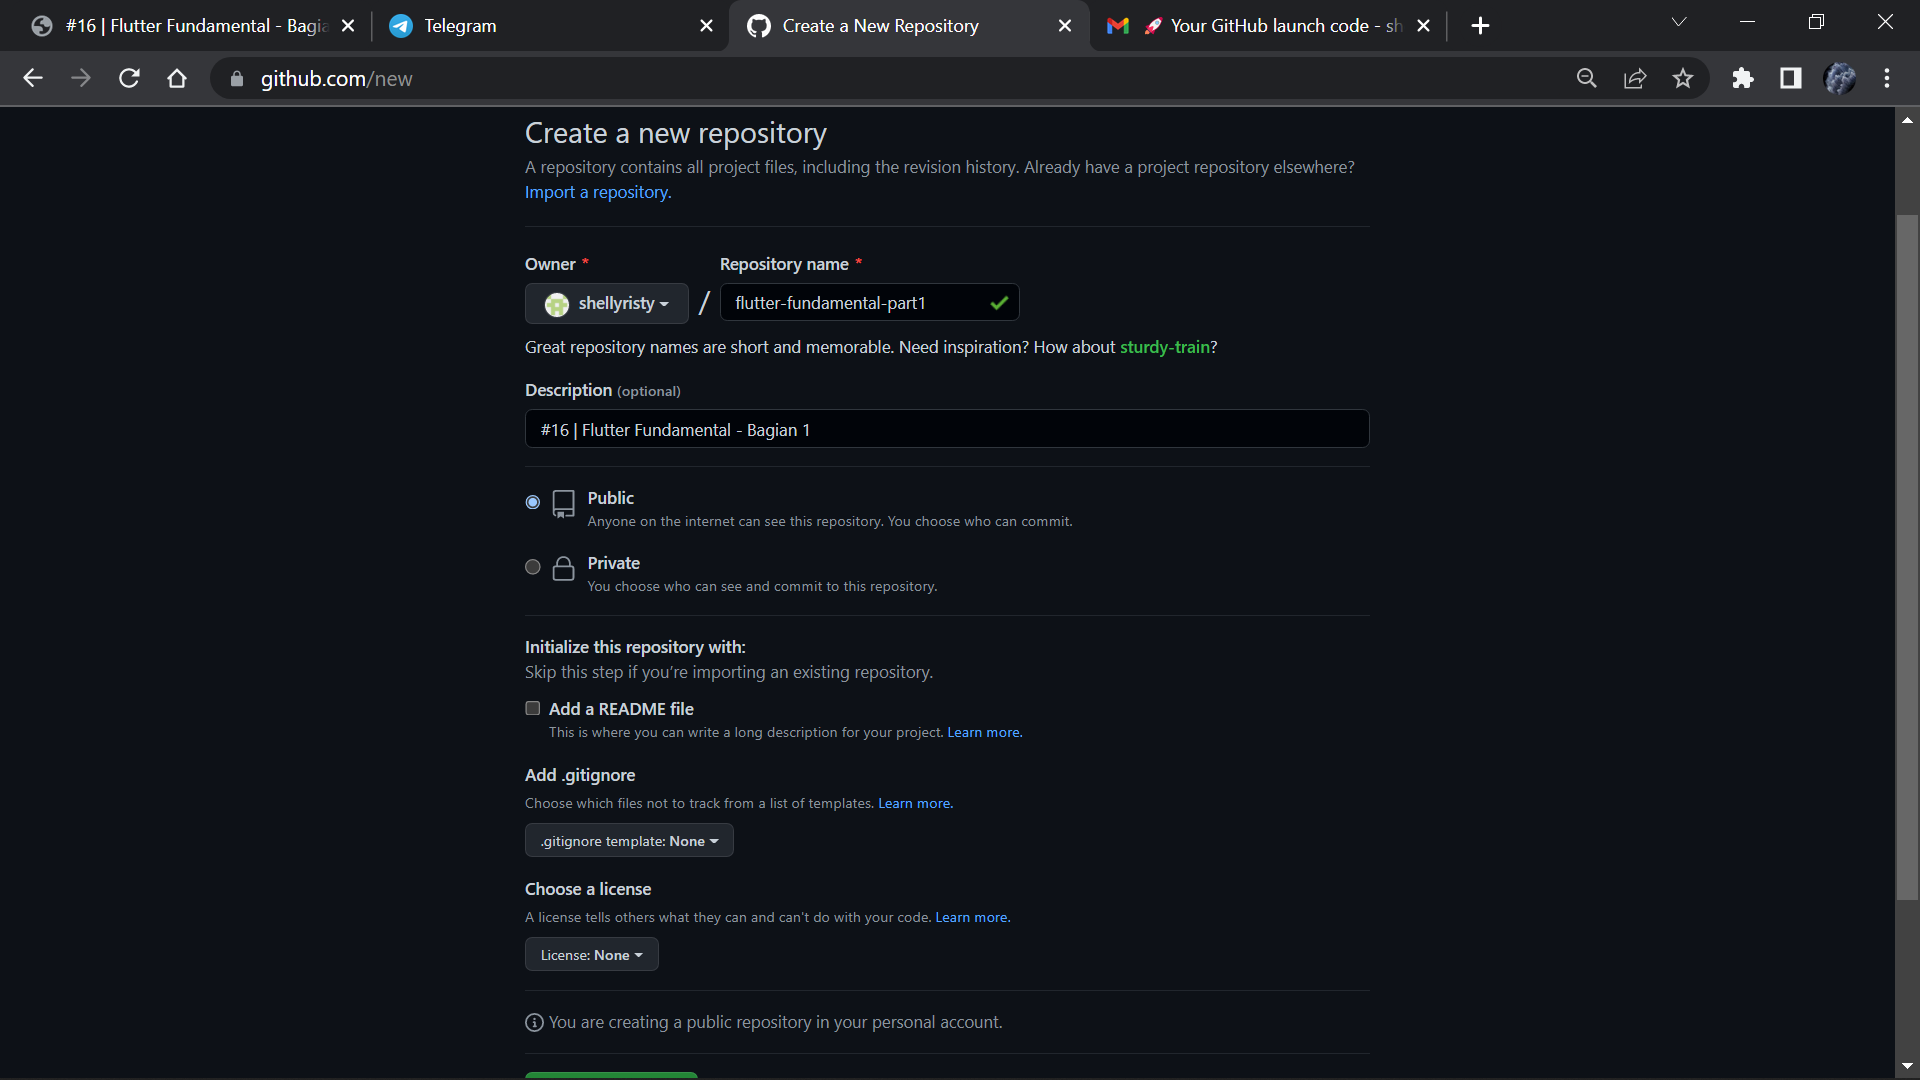 #16 | Flutter Fundamental - Bagia
Telegram
Create a New Repository
🚀 Your GitHub launch code - sh
github.com/new
Create a new repository
A repository contains all project files, including the revision history. Already have a project repository elsewhere?
Import a repository.
Owner *
Repository name *
shellyristy
/
flutter-fundamental-part1
Great repository names are short and memorable. Need inspiration? How about sturdy-train?
Description (optional)
#16 | Flutter Fundamental - Bagian 1
Public
Anyone on the internet can see this repository. You choose who can commit.
Private
You choose who can see and commit to this repository.
Initialize this repository with:
Skip this step if you're importing an existing repository.
Add a README file
This is where you can write a long description for your project. Learn more.
Add .gitignore
Choose which files not to track from a list of templates. Learn more.
.gitignore template: None
Choose a license
A license tells others what they can and can't do with your code. Learn more.
License: None
You are creating a public repository in your personal account.